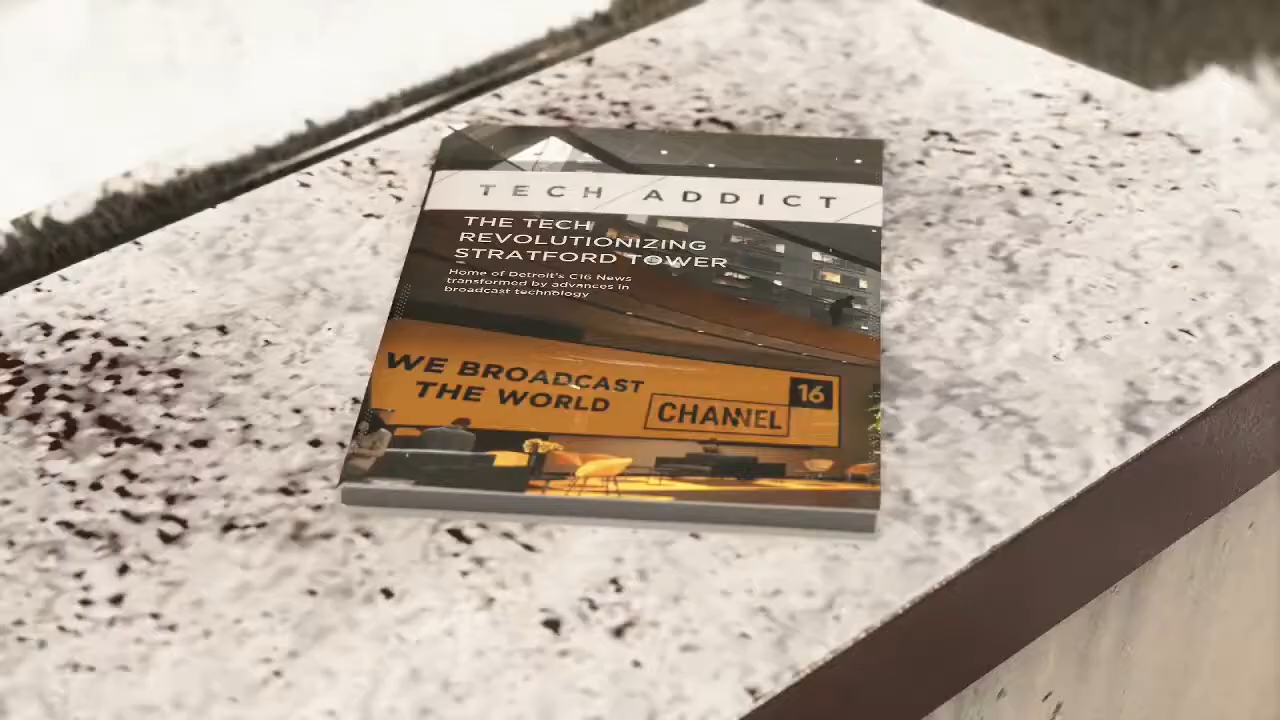 TECH ADDICT
THE TECH
REVOLUTIONIZING
STRATFORD TOWER
Home of Detroit's C16 News
transformed by advances in
broadcast technology
WE BROADCAST
THE WORLD
CHANNEL
16